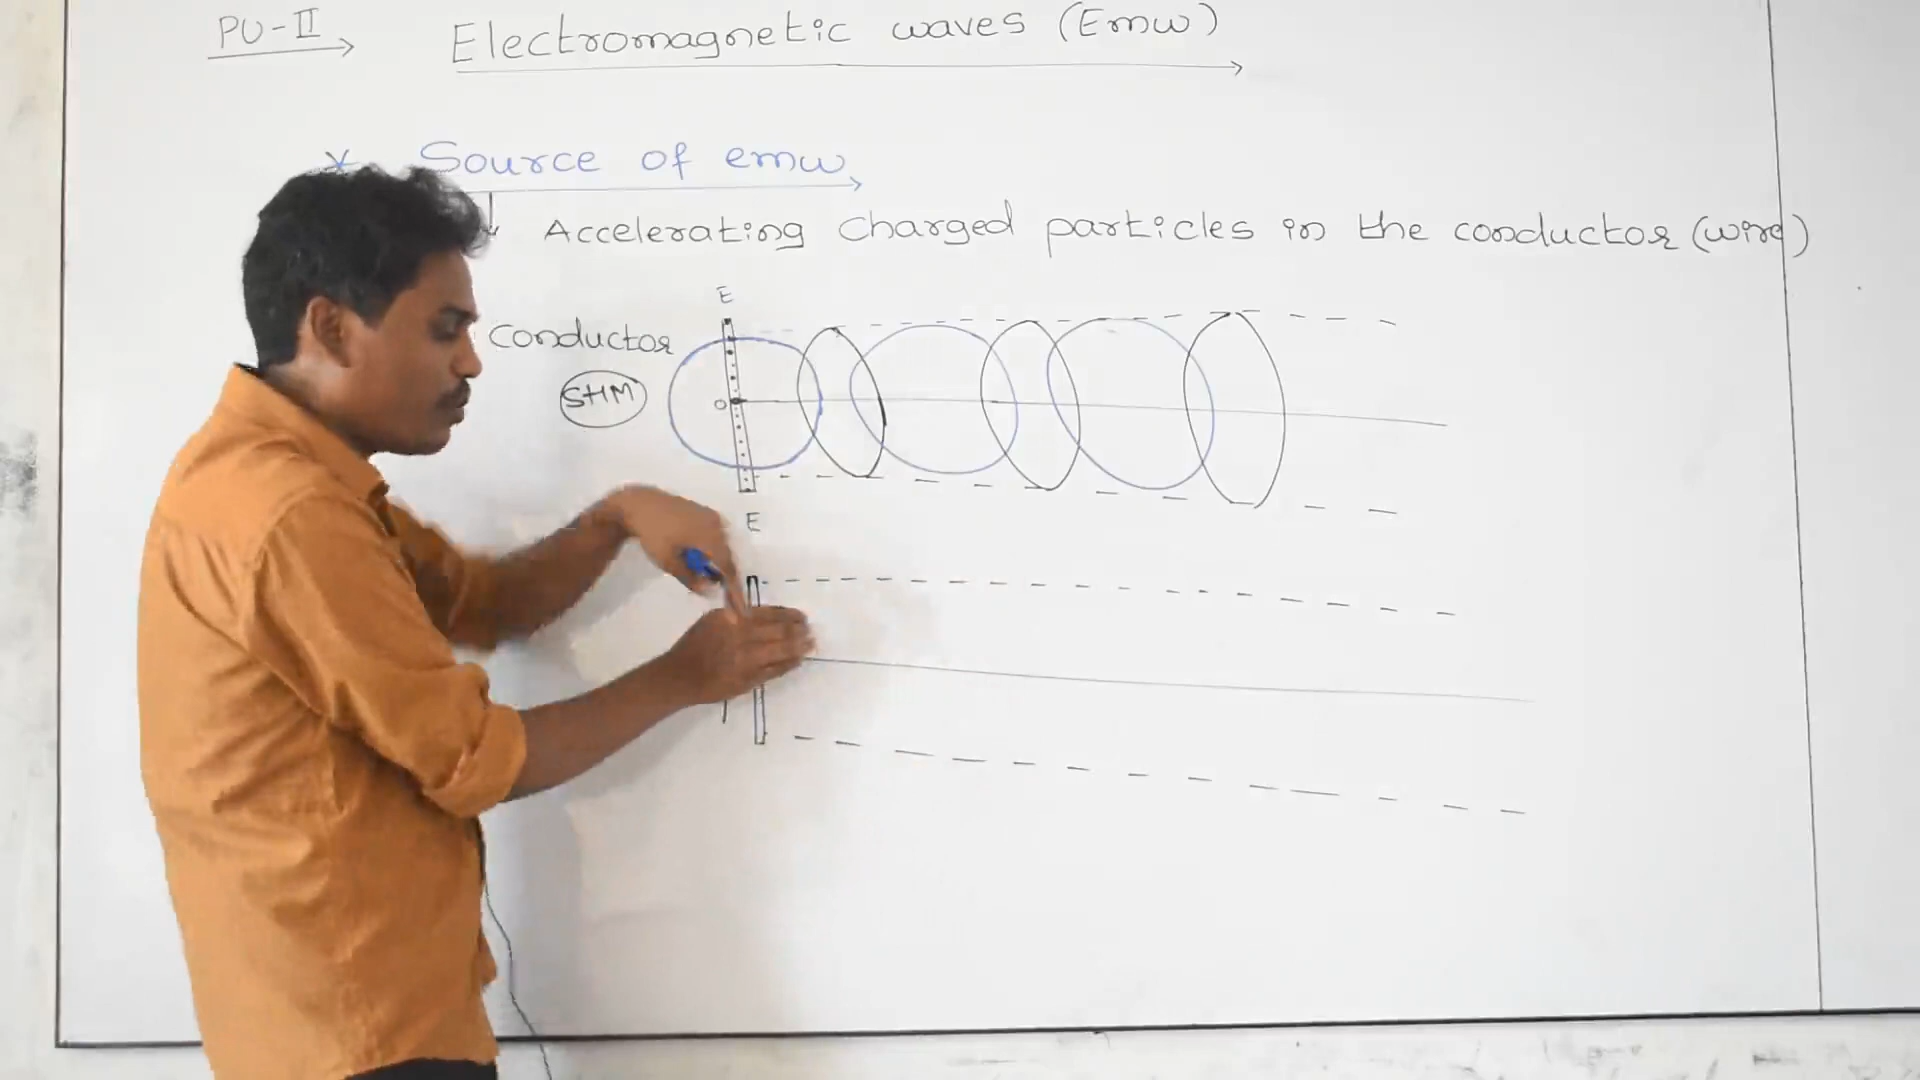 PU-II
Electromagnetic waves (Emw)
* Source of emw
Accelerating charged particles in the conductor (wire)
E
Conductor
SHM
O
E